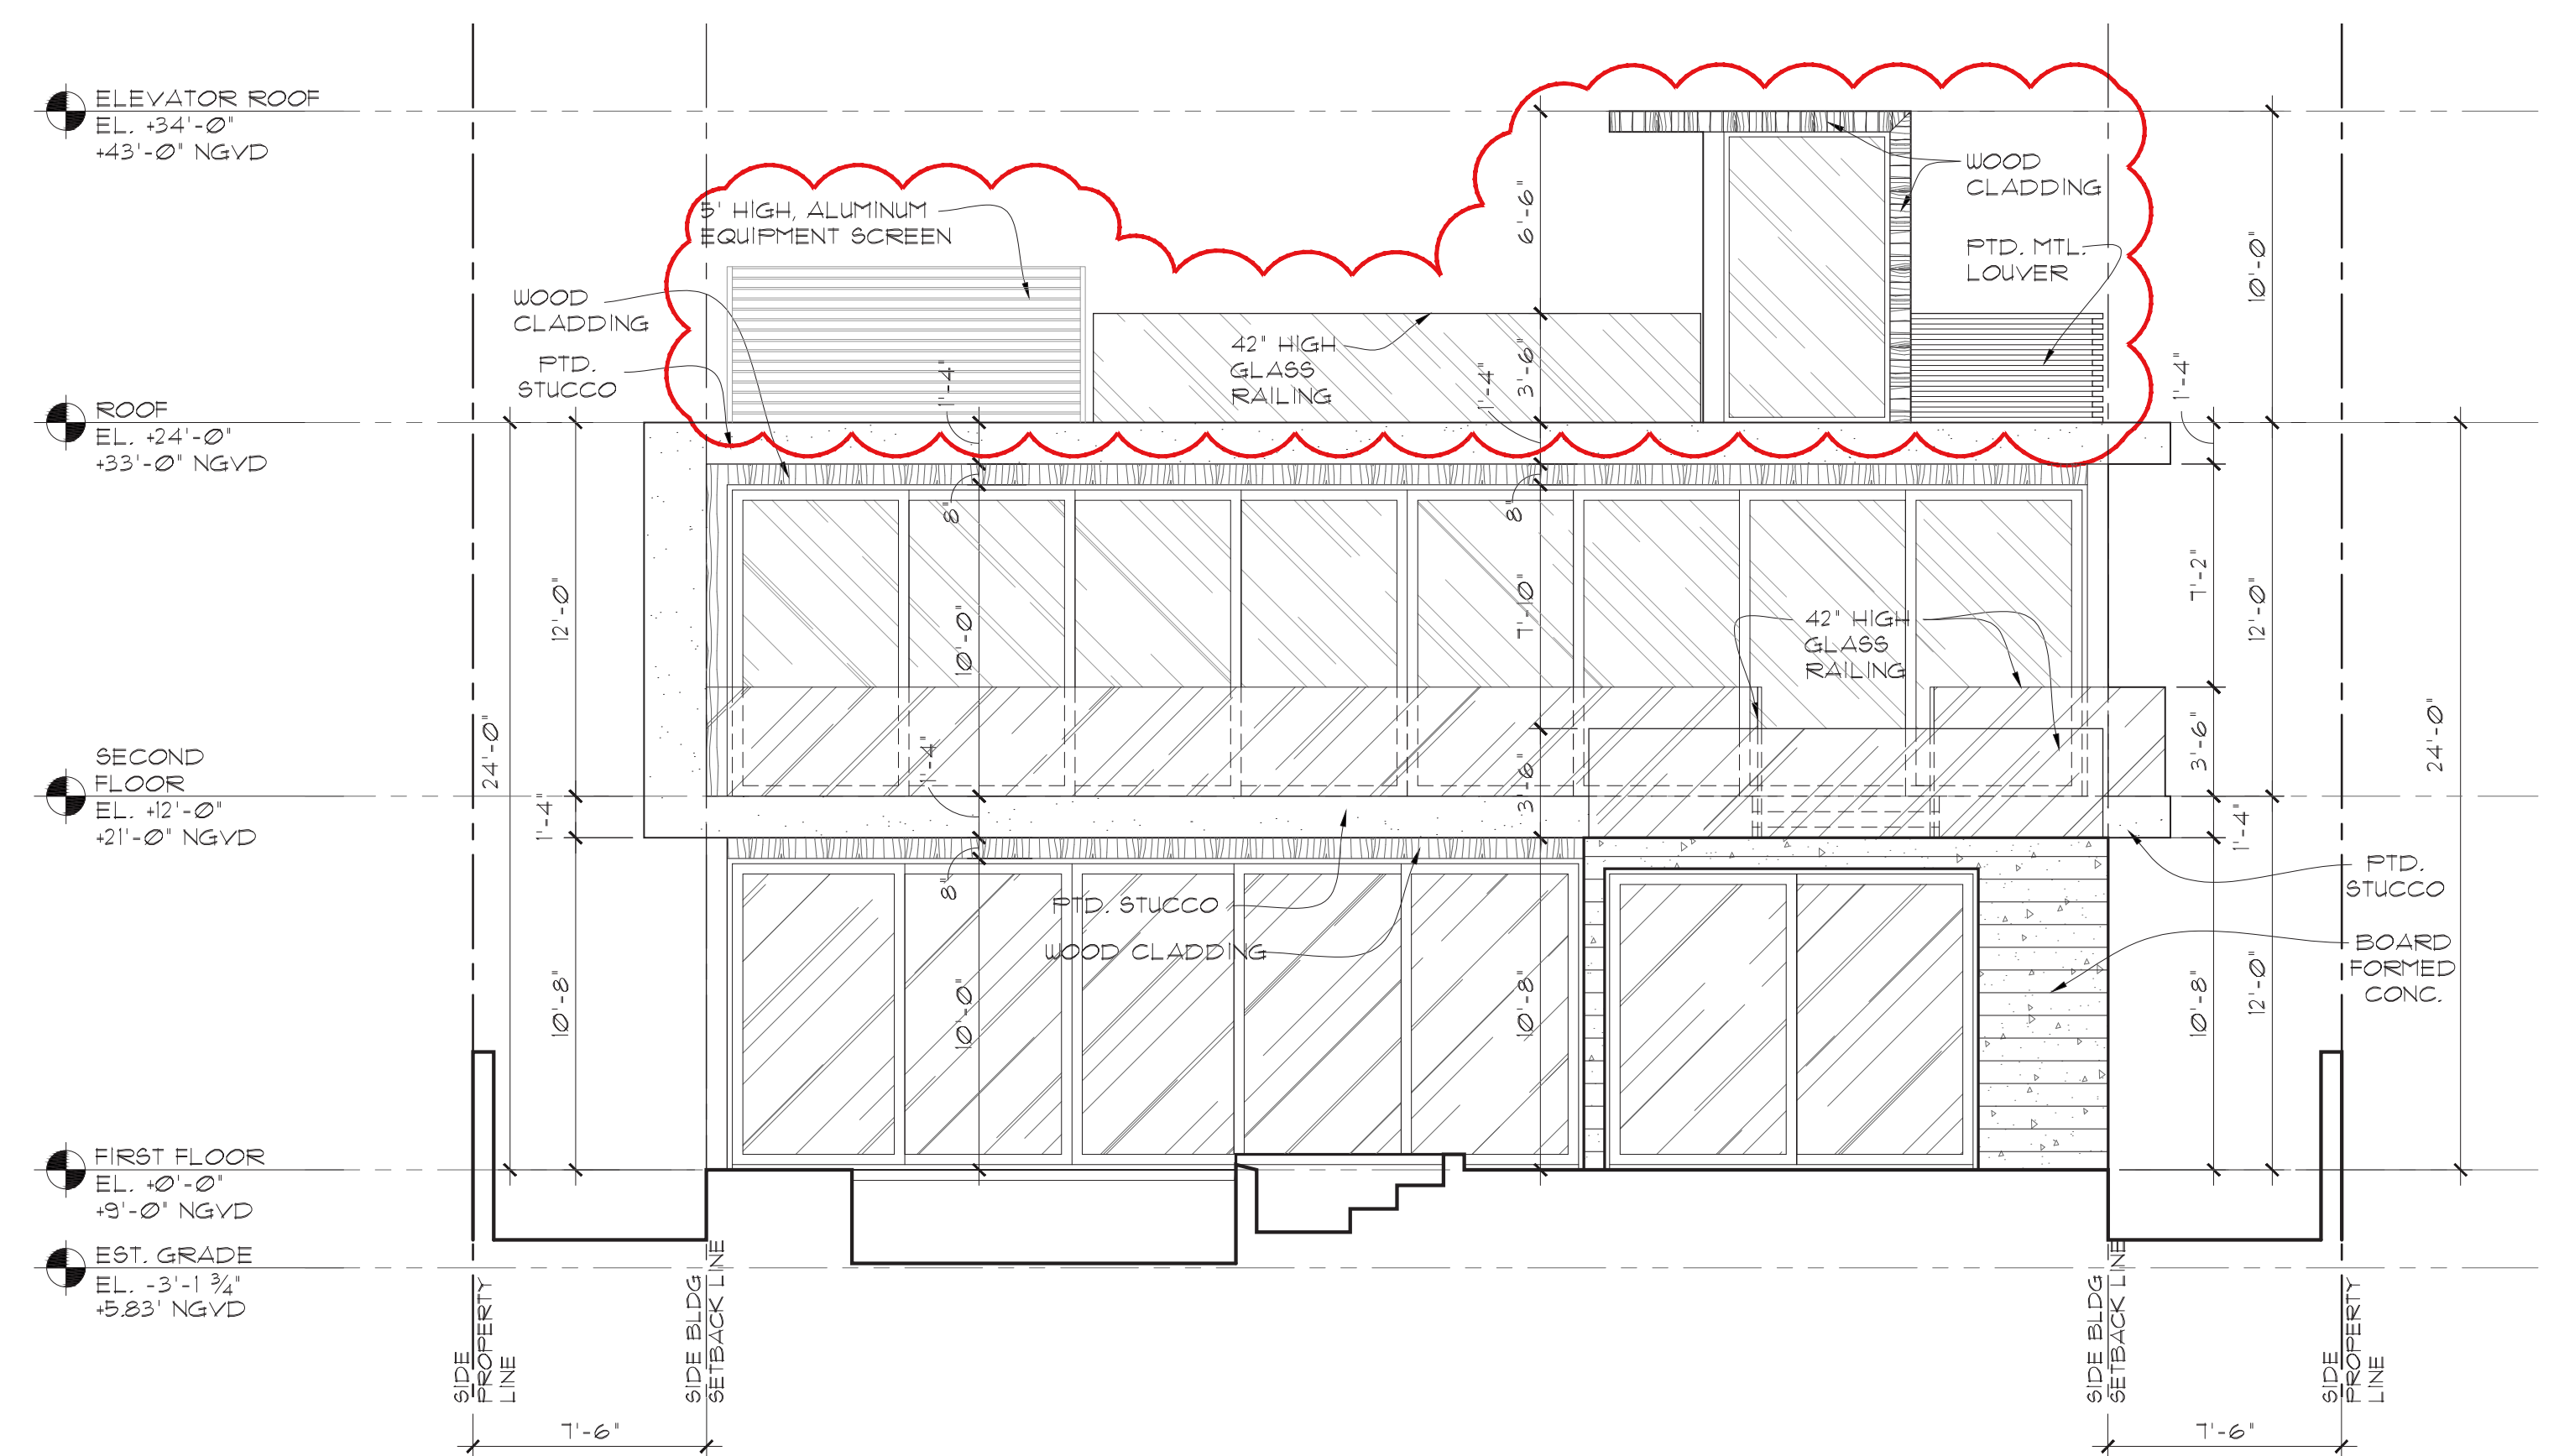 ELEVATOR ROOF
EL. +34'-0"
+43'-0" NGVD
WOOD
CLADDING
5' HIGH, ALUMINUM
EQUIPMENT SCREEN
6'-6"
PTD. MTL.
LOUVER
10'-0"
WOOD
CLADDING
PTD.
STUCCO
42" HIGH
GLASS
RAILING
1'-4"
1'-4"
3'-6"
1'-4"
ROOF
EL. +24'-0"
+33'-0" NGVD
8"
8"
12'-0"
10'-0"
7'-10"
7'-2"
12'-0"
42" HIGH
GLASS
RAILING
SECOND
FLOOR
EL. +12'-0"
+21'-0" NGVD
24'-0"
1'-4"
1'-4"
3'-6"
3'-6"
1'-4"
24'-0"
8"
PTD. STUCCO
WOOD CLADDING
PTD.
STUCCO
BOARD
FORMED
CONC.
10'-8"
10'-0"
10'-8"
10'-8"
12'-0"
FIRST FLOOR
EL. +0'-0"
+9'-0" NGVD
EST. GRADE
EL. -3'-1 3/4"
+5.83' NGVD
SIDE
PROPERTY
LINE
SIDE BLDG
SETBACK LINE
SIDE BLDG
SETBACK LINE
SIDE
PROPERTY
LINE
7'-6"
7'-6"